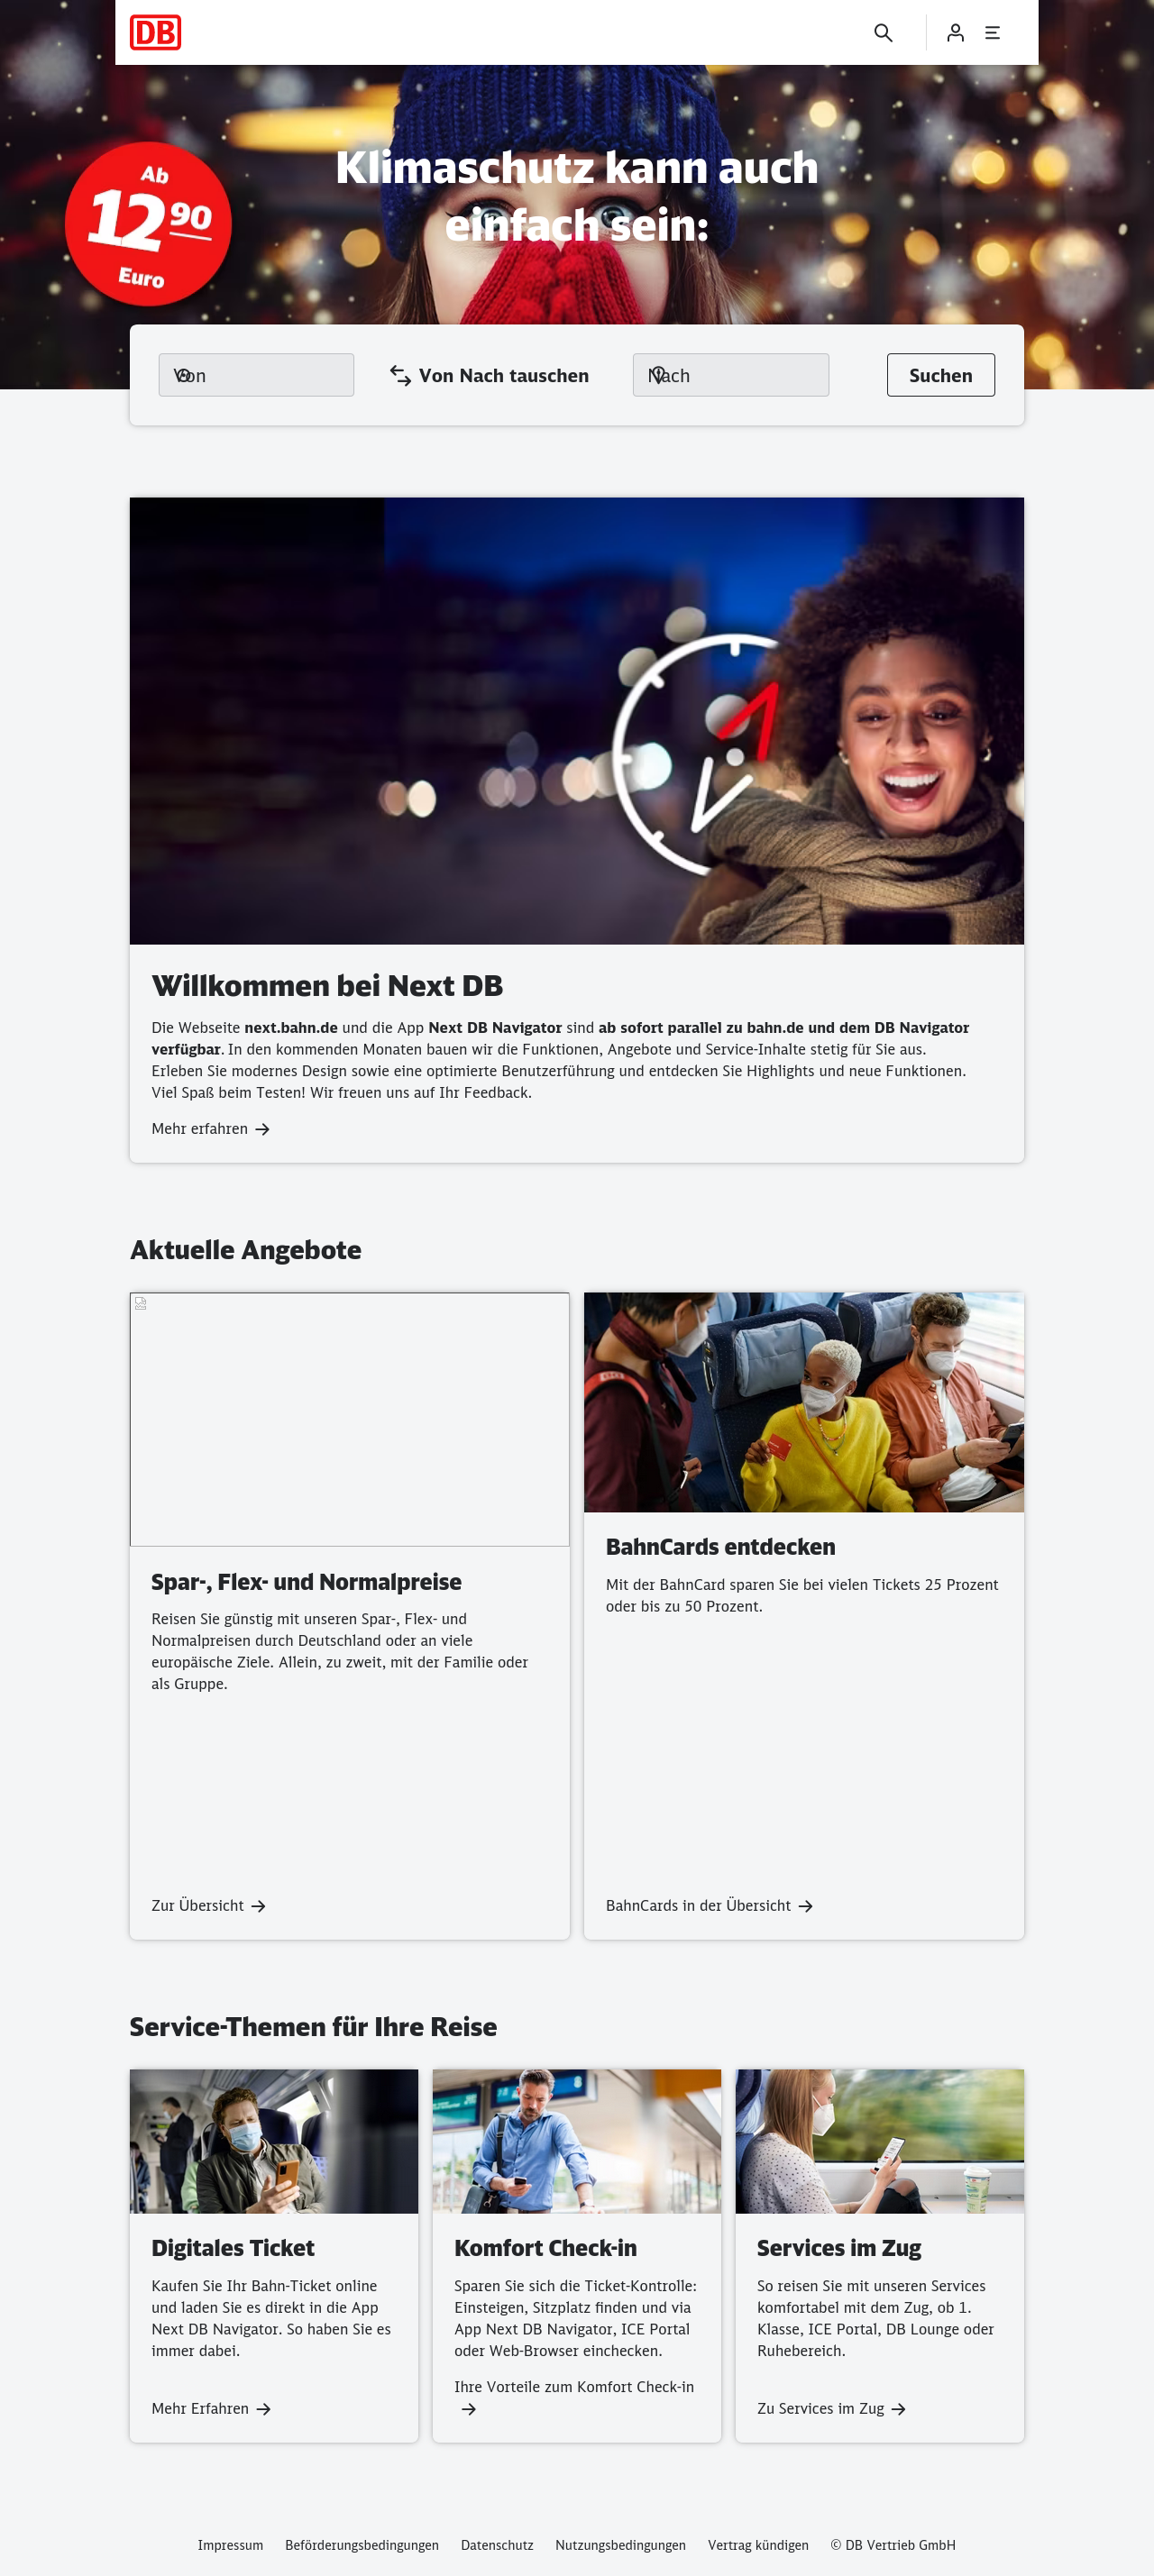 DB
Klimaschutz kann auch
einfach sein:
Ab
12 90
Euro
Von
Von Nach tauschen
Nach
Suchen
Willkommen bei Next DB
Die Webseite next.bahn.de und die App Next DB Navigator sind ab sofort parallel zu bahn.de und dem DB Navigator
verfügbar. In den kommenden Monaten bauen wir die Funktionen, Angebote und Service-Inhalte stetig für Sie aus.
Erleben Sie modernes Design sowie eine optimierte Benutzerführung und entdecken Sie Highlights und neue Funktionen.
Viel Spaß beim Testen! Wir freuen uns auf Ihr Feedback.
Mehr erfahren
Aktuelle Angebote
Spar-, Flex- und Normalpreise
Reisen Sie günstig mit unseren Spar-, Flex- und
Normalpreisen durch Deutschland oder an viele
europäische Ziele. Allein, zu zweit, mit der Familie oder
als Gruppe.
Zur Übersicht
BahnCards entdecken
Mit der BahnCard sparen Sie bei vielen Tickets 25 Prozent
oder bis zu 50 Prozent.
BahnCards in der Übersicht
Service-Themen für Ihre Reise
Digitales Ticket
Kaufen Sie Ihr Bahn-Ticket online
und laden Sie es direkt in die App
Next DB Navigator. So haben Sie es
immer dabei.
Mehr Erfahren
Komfort Check-in
Sparen Sie sich die Ticket-Kontrolle:
Einsteigen, Sitzplatz finden und via
App Next DB Navigator, ICE Portal
oder Web-Browser einchecken.
Ihre Vorteile zum Komfort Check-in
Services im Zug
So reisen Sie mit unseren Services
komfortabel mit dem Zug, ob 1.
Klasse, ICE Portal, DB Lounge oder
Ruhebereich.
Zu Services im Zug
Impressum
Beförderungsbedingungen
Datenschutz
Nutzungsbedingungen
Vertrag kündigen
© DB Vertrieb GmbH